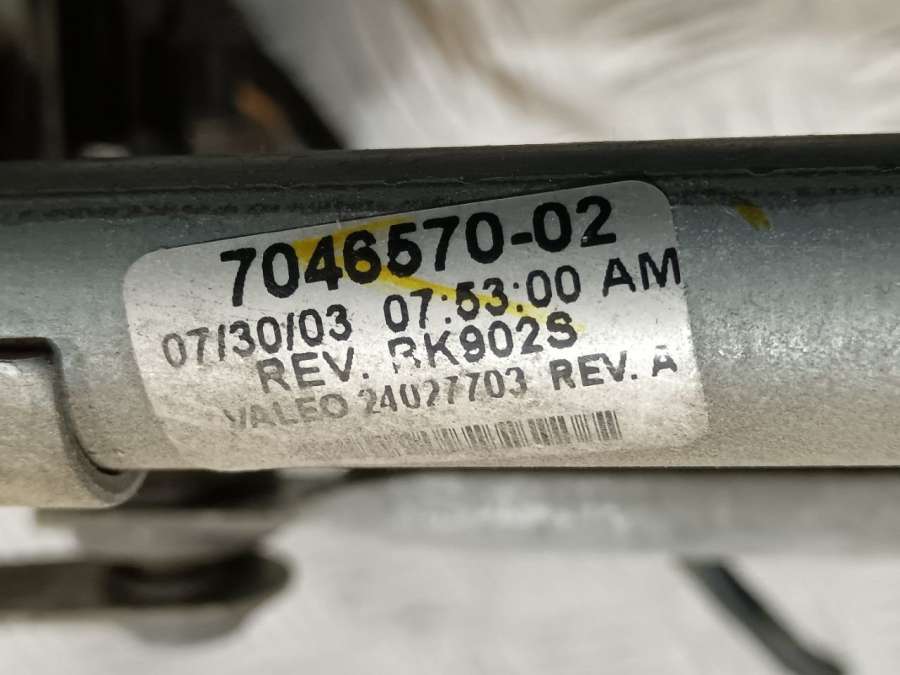 7046570-02
07/30/03 07:53:00 AM
REV. RK902S
VALEO 24027703 REV. A